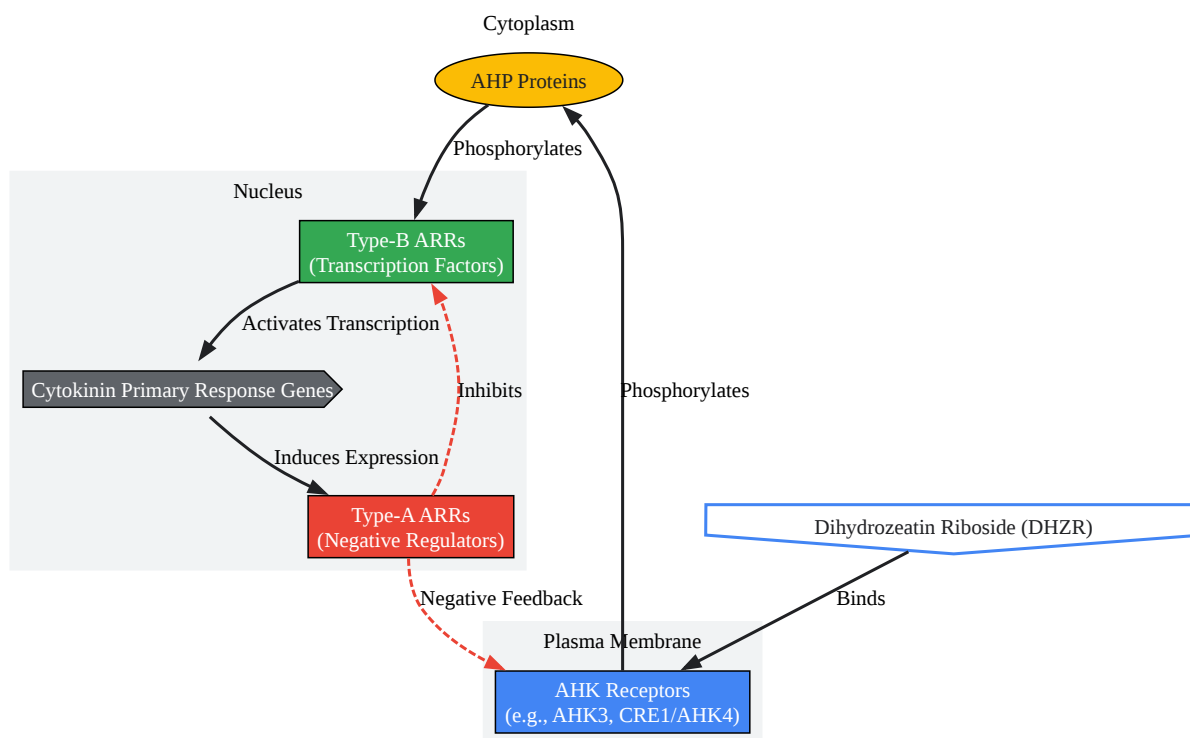 Cytoplasm
AHP Proteins
Phosphorylates
Nucleus
Type-B ARRs
(Transcription Factors)
Activates Transcription
Cytokinin Primary Response Genes
Inhibits
Phosphorylates
Induces Expression
Type-A ARRs
(Negative Regulators)
Dihydrozeatin Riboside (DHZR)
Negative Feedback
Binds
Plasma Membrane
AHK Receptors
(e.g., AHK3, CRE1/AHK4)